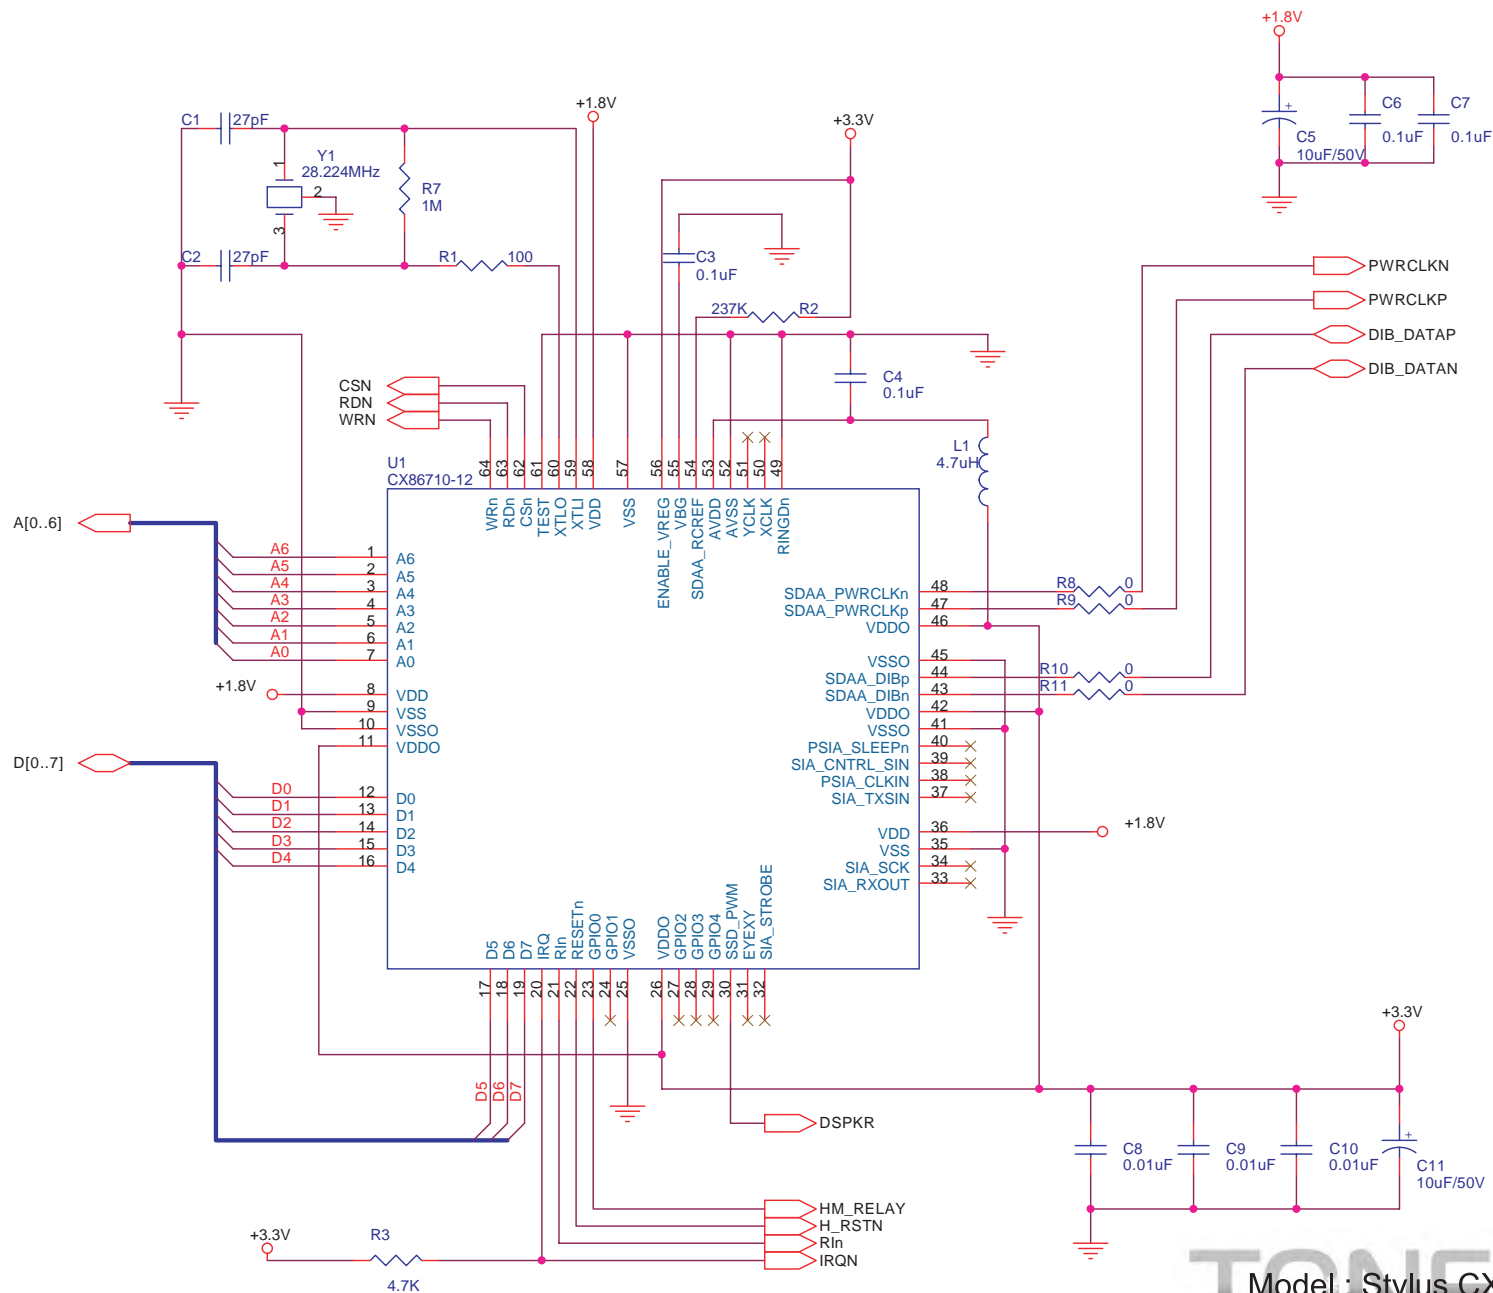 +1.8V
C6
0.1uF
C7
0.1uF
+
C5
10uF/50V
C1
27pF
+1.8V
+3.3V
1
Y1
28.224MHz
2
3
R7
1M
C2
27pF
R1
100
C3
0.1uF
237K
R2
PWRCLKN
PWRCLKP
DIB_DATAP
DIB_DATAN
C4
0.1uF
CSN
RDN
WRN
L1
4.7uH
U1
CX86710-12
64
63
62
61
60
59
58
57
56
55
54
53
52
51
50
49
WRn
RDn
CSn
TEST
XTLO
XTLI
VDD
VSS
ENABLE_VREG
VBG
SDAA_RCREF
AVDD
AVSS
YCLK
XCLK
RINGDn
A[0..6]
A6 1 A6
A5 2 A5
A4 3 A4
A3 4 A3
A2 5 A2
A1 6 A1
A0 7 A0
+1.8V
8 VDD
9 VSS
10 VSSO
11 VDDO
D[0..7]
D0 12 D0
D1 13 D1
D2 14 D2
D3 15 D3
D4 16 D4
SDAA_PWRCLKn 48 R8 0
SDAA_PWRCLKp 47 R9 0
VDDO 46
VSSO 45
SDAA_DIBp 44 R10 0
SDAA_DIBn 43 R11 0
VDDO 42
VSSO 41
PSIA_SLEEPn 40
SIA_CNTRL_SIN 39
PSIA_CLKIN 38
SIA_TXSIN 37
VDD 36 +1.8V
VSS 35
SIA_SCK 34
SIA_RXOUT 33
D5
D6
D7
IRQ
RIn
RESETn
GPIO0
GPIO1
VSSO
VDDO
GPIO2
GPIO3
GPIO4
SSD_PWM
EYEXY
SIA_STROBE
17
18
19
20
21
22
23
24
25
26
27
28
29
30
31
32
D5
D6
D7
+3.3V
DSPKR
C8
0.01uF
C9
0.01uF
C10
0.01uF
+
C11
10uF/50V
HM_RELAY
H_RSTN
RIn
IRQN
+3.3V
R3
4.7K
TONE
Model : Stylus CX